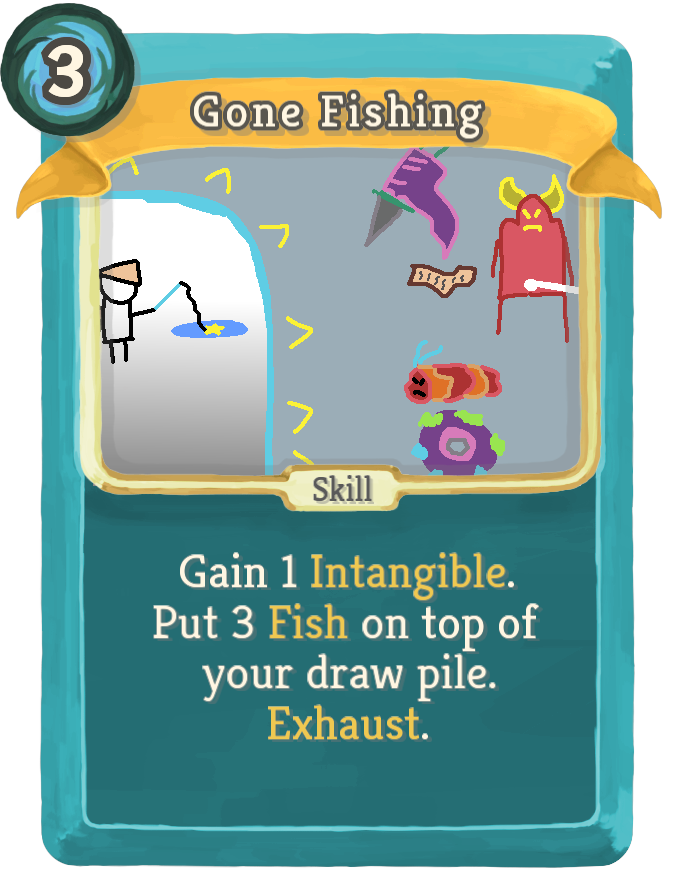 3
Gone Fishing
Skill
Gain 1 Intangible.
Put 3 Fish on top of
your draw pile.
Exhaust.